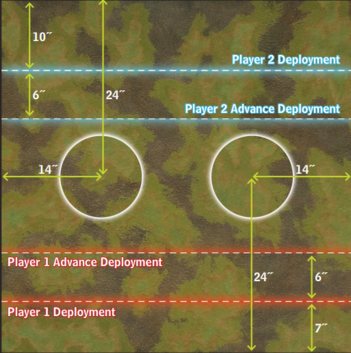 10"
Player 2 Deployment
6"
24"
Player 2 Advance Deployment
14"
14"
Player 1 Advance Deployment
24"
6"
Player 1 Deployment
7"